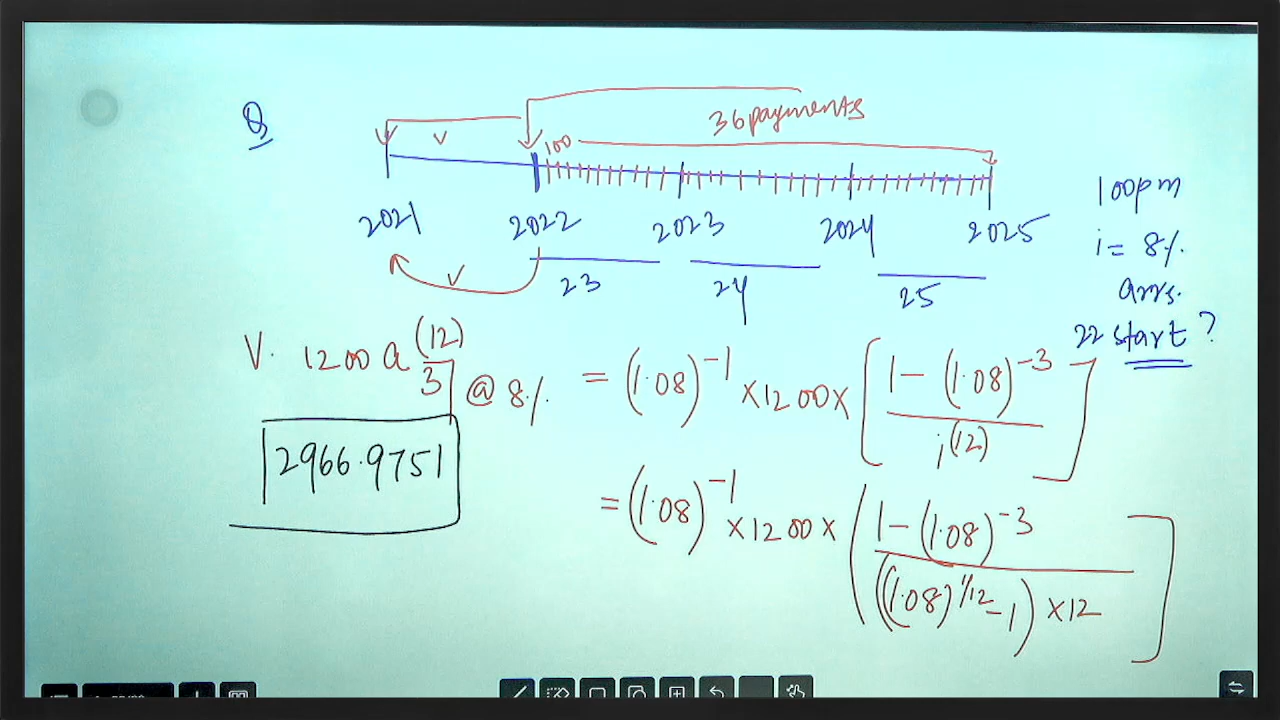 Q
36 payments
V
100
2021 2022 2023 2024 2025
V
23 24 25
100pm
i = 8%
arrs.
22 start?
V. 1200 a (12) 3 @ 8% = (1.08)^-1 × 1200 × [ 1 - (1.08)^-3 / i^(12) ]
2966.9751
= (1.08)^-1 × 1200 × ( 1 - (1.08)^-3 / ((1.08)^1/12 - 1) × 12 ]